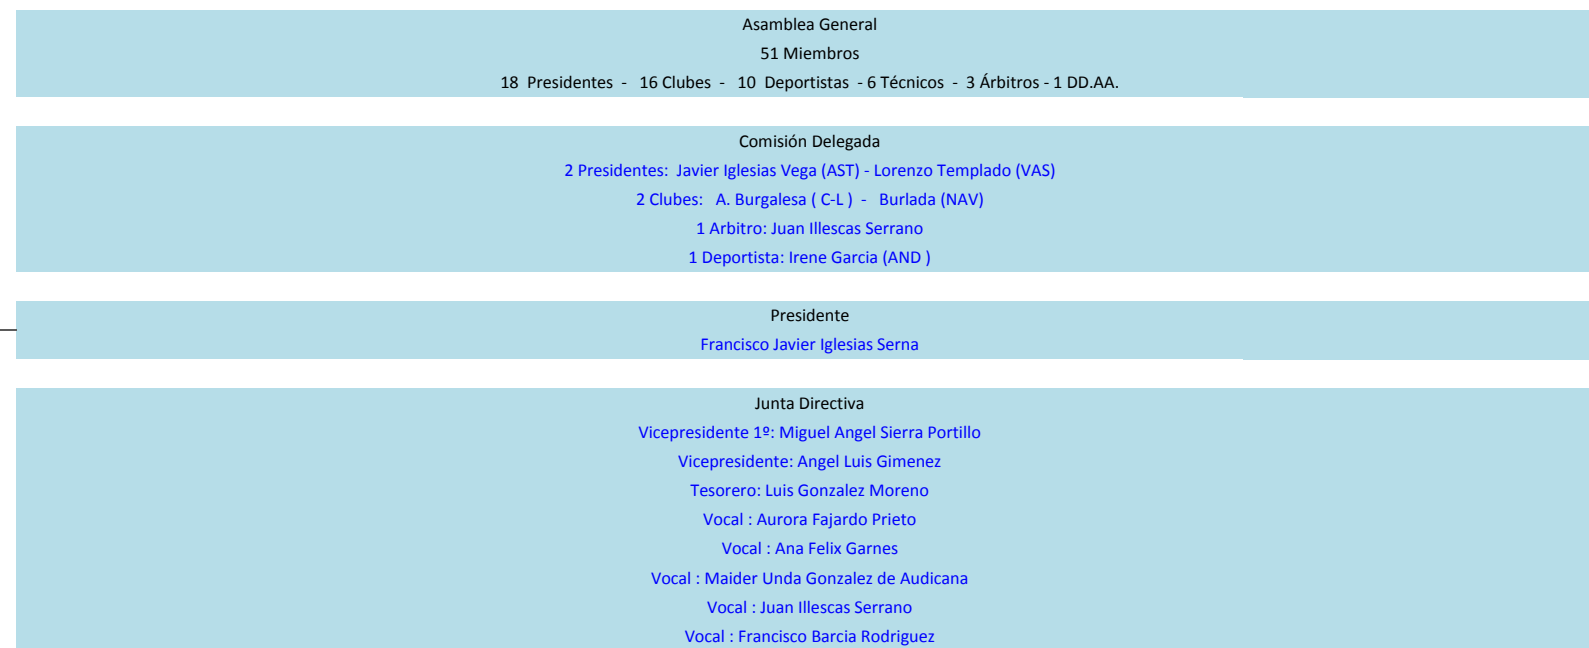 Asamblea General
51 Miembros
18 Presidentes - 16 Clubes - 10 Deportistas - 6 Técnicos - 3 Árbitros - 1 DD.AA.
Comisión Delegada
2 Presidentes: Javier Iglesias Vega (AST) - Lorenzo Templado (VAS)
2 Clubes: A. Burgalesa ( C-L ) - Burlada (NAV)
1 Arbitro: Juan Illescas Serrano
1 Deportista: Irene Garcia (AND )
Presidente
Francisco Javier Iglesias Serna
Junta Directiva
Vicepresidente 1º: Miguel Angel Sierra Portillo
Vicepresidente: Angel Luis Gimenez
Tesorero: Luis Gonzalez Moreno
Vocal : Aurora Fajardo Prieto
Vocal : Ana Felix Garnes
Vocal : Maider Unda Gonzalez de Audicana
Vocal : Juan Illescas Serrano
Vocal : Francisco Barcia Rodriguez